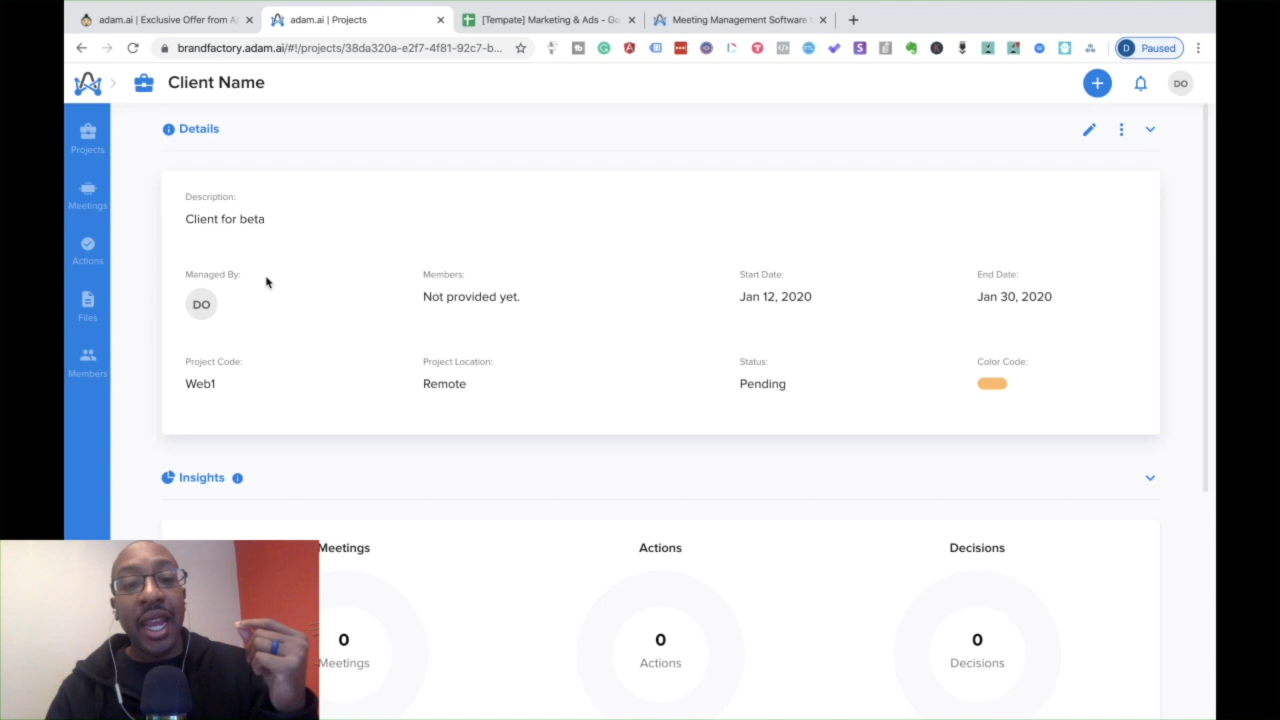 adam.ai | Exclusive Offer from A
adam.ai | Projects
[Tempate] Marketing & Ads - Go
Meeting Management Software
brandfactory.adam.ai/#!/projects/38da320a-e2f7-4f81-92c7-b...
D Paused
Client Name
DO
Projects
Meetings
Actions
Files
Members
Details
Description:
Client for beta
Managed By:
DO
Members:
Not provided yet.
Start Date:
Jan 12, 2020
End Date:
Jan 30, 2020
Project Code:
Web1
Project Location:
Remote
Status:
Pending
Color Code:
Insights
Meetings
Actions
Decisions
0
Meetings
0
Actions
0
Decisions